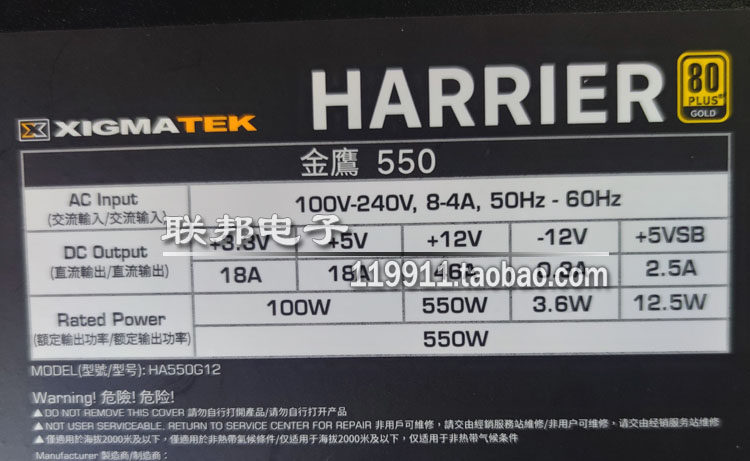 XIGMATEK HARRIER 80 PLUS® GOLD
金鷹 550
AC Input
(交流輸入/交流输入)
100V-240V, 8-4A, 50Hz - 60Hz
联邦电子
DC Output
(直流輸出/直流输出)
+3.3V +5V +12V -12V +5VSB
18A 18A 46A 0.3A 2.5A
119911.taobao.com
Rated Power
(額定輸出功率/额定输出功率)
100W 550W 3.6W 12.5W
550W
MODEL(型號/型号): HA550G12
Warning! 危險! 危险!
▲DO NOT REMOVE THIS COVER 請勿自行打開產品/请勿自行打开产品
▲NOT USER SERVICEABLE. RETURN TO SERVICE CENTER FOR REPAIR 非用戶可維修，請交由經銷服務站維修/非用户可维修，请交由经销服务站维修
▲僅適用於海拔2000米及以下，僅適用於非熱帶氣候條件/仅适用于海拔2000米及以下，仅适用于非热带气候条件
Manufacturer 製造商/制造商: